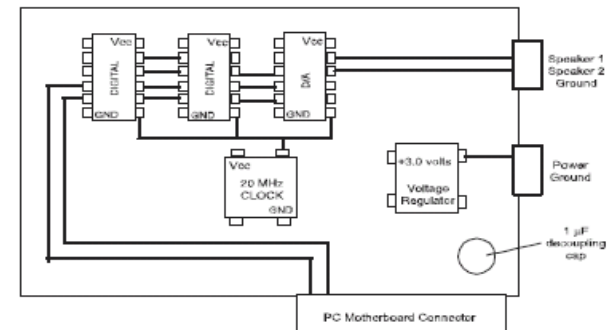 Vcc
DIGITAL
GND
Vcc
DIGITAL
GND
Vcc
D/A
GND
Speaker 1
Speaker 2
Ground
Vcc
20 MHz
CLOCK
GND
+3.0 volts
Voltage
Regulator
Power
Ground
1 µF
decoupling
cap
PC Motherboard Connector